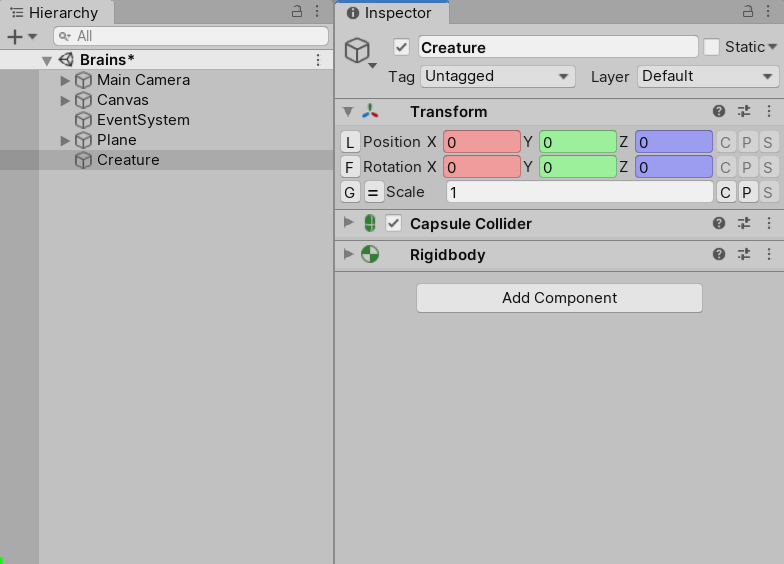 Hierarchy
All
Brains*
Main Camera
Canvas
EventSystem
Plane
Creature
Inspector
Creature Static
Tag Untagged Layer Default
Transform
L Position X 0 Y 0 Z 0 C P S
F Rotation X 0 Y 0 Z 0 C P S
G = Scale 1 C P S
Capsule Collider
Rigidbody
Add Component